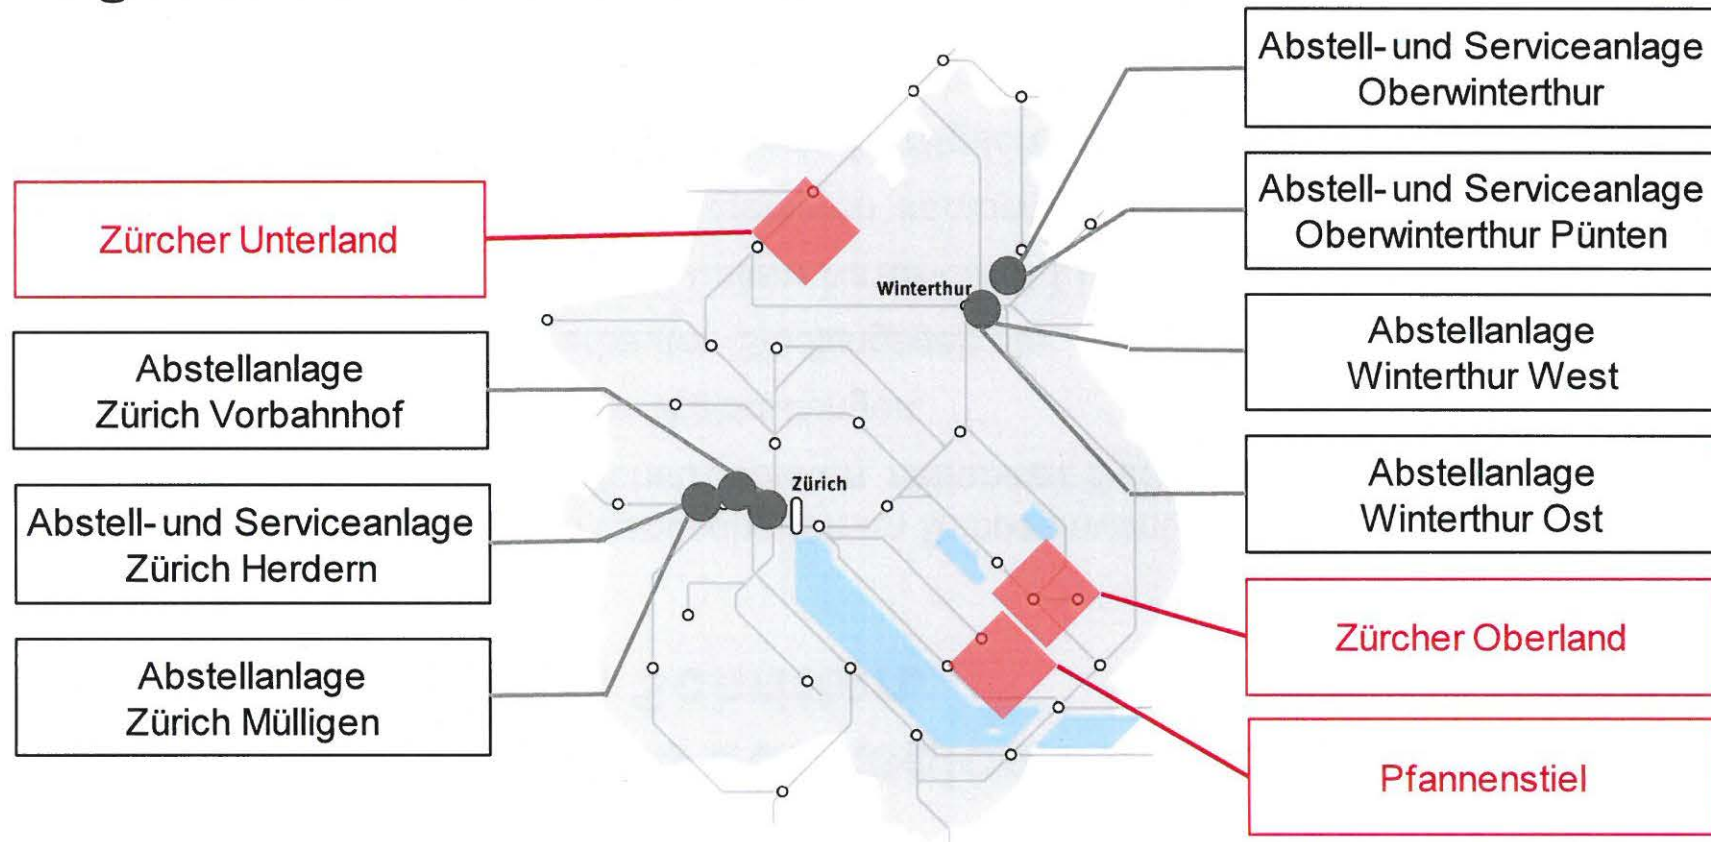 Zürcher Unterland
Abstellanlage
Zürich Vorbahnhof
Abstell- und Serviceanlage
Zürich Herdern
Abstellanlage
Zürich Mülligen
Winterthur
Zürich
Abstell- und Serviceanlage
Oberwinterthur
Abstell- und Serviceanlage
Oberwinterthur Pünten
Abstellanlage
Winterthur West
Abstellanlage
Winterthur Ost
Zürcher Oberland
Pfannenstiel